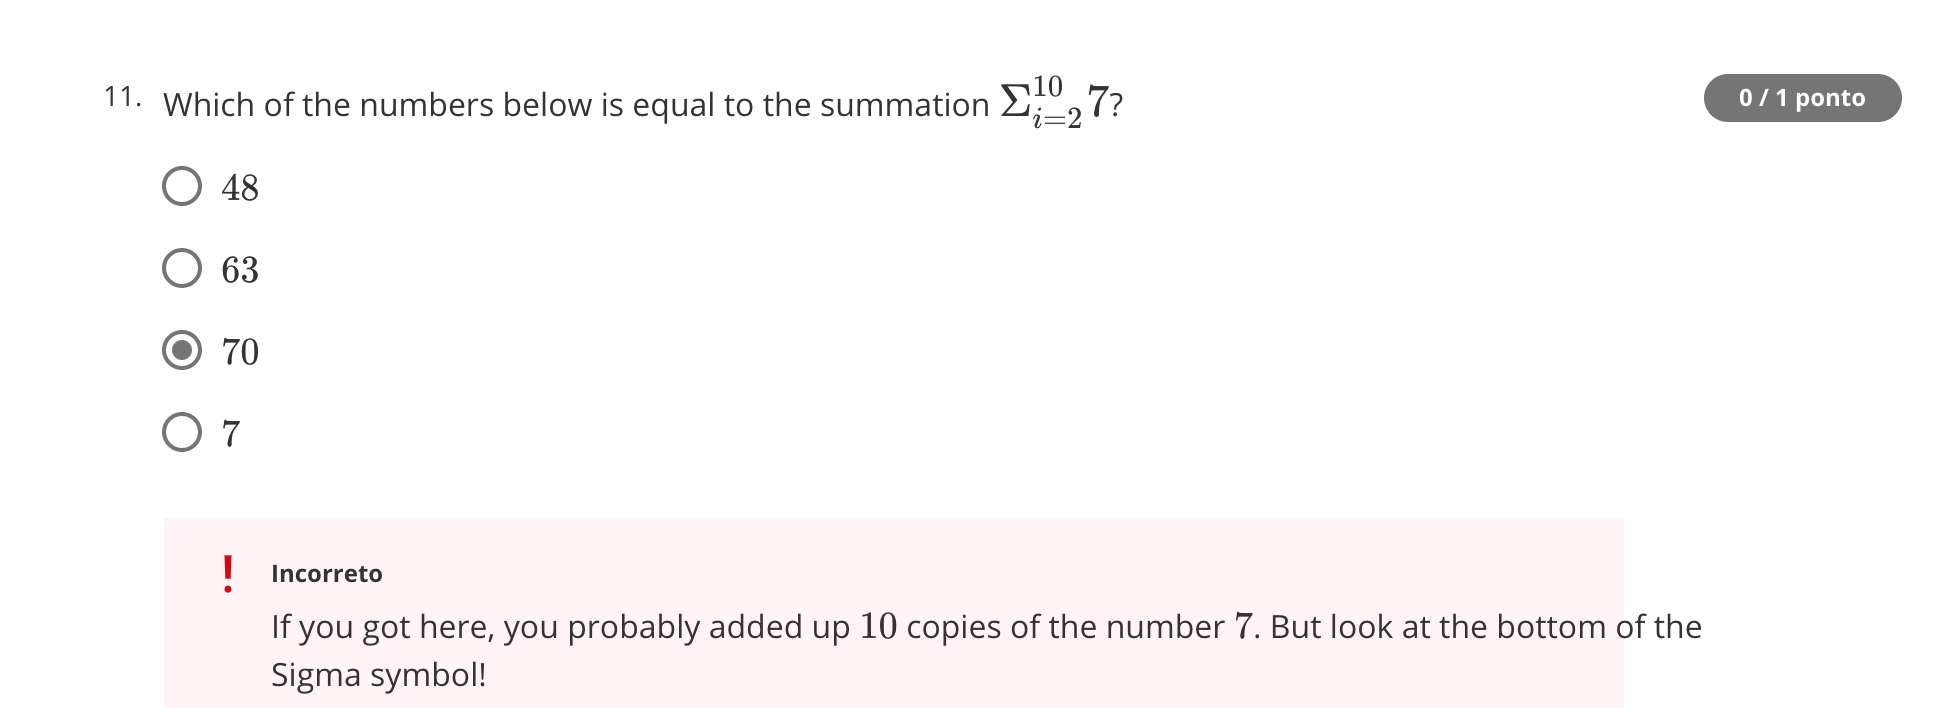 11. Which of the numbers below is equal to the summation $\Sigma_{i=2}^{10} 7$?
0 / 1 ponto
48
63
70
7
! Incorreto
If you got here, you probably added up 10 copies of the number 7. But look at the bottom of the
Sigma symbol!